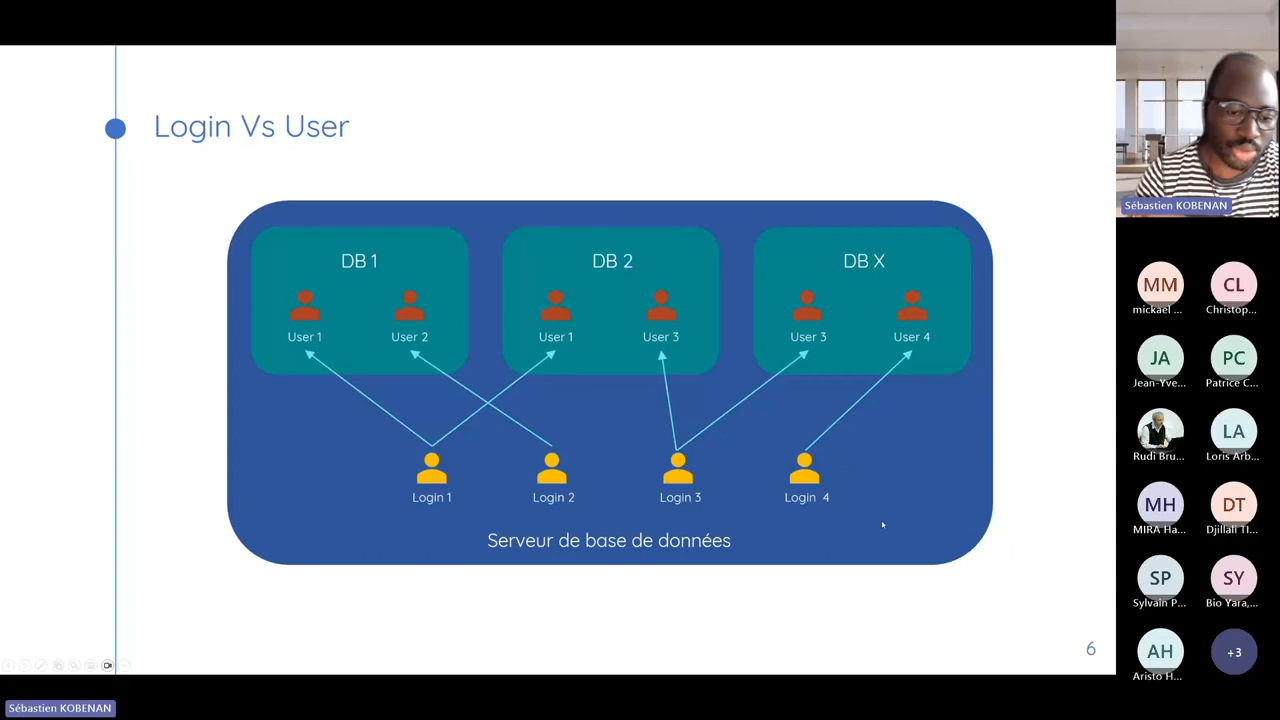 Login Vs User
DB 1
DB 2
DB X
User 1
User 2
User 1
User 3
User 3
User 4
Login 1
Login 2
Login 3
Login 4
Serveur de base de données
6
Sébastien KOBENAN
MM
CL
mickael ...
Christop...
JA
PC
Jean-Yve...
Patrice C...
LA
Rudi Bru...
Loris Arb...
MH
DT
MIRA Ha...
Djillali TI...
SP
SY
Sylvain P...
Bio Yara,...
AH
+3
Aristo H...
Sébastien KOBENAN